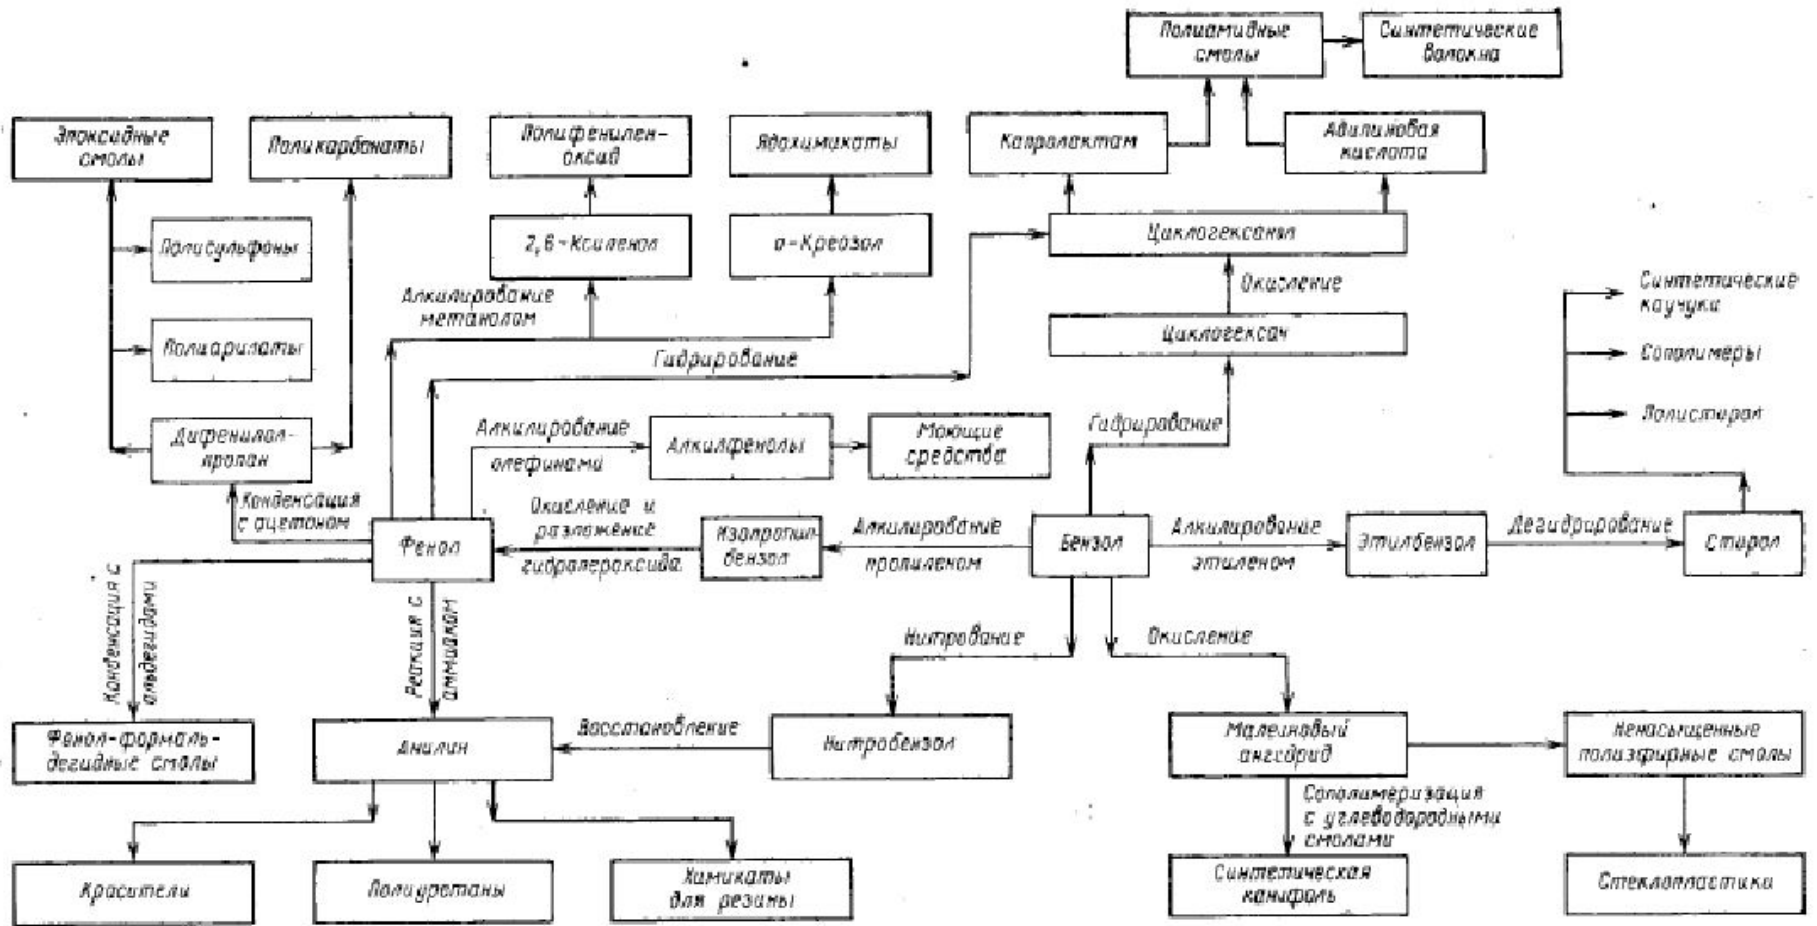 Полиамидные
смолы
Синтетические
волокна
Эпоксидные
смолы
Поликарбонаты
Полифенилен-
оксид
Ядохимикаты
Капролактам
Адипиновая
кислота
Полисульфоны
2,6-Ксиленол
о-Крезол
Циклогексанол
Алкилирование
метанолом
Окисление
Синтетические
каучуки
Полиарилаты
Циклогексан
Гидрирование
Сополимеры
Дифенилол-
пропан
Алкилирование
олефинами
Алкилфенолы
Моющие
средства
Гидрирование
Полистирол
Конденсация
с ацетоном
Фенол
Окисление и
разложение
гидропероксида
Изопропил-
бензол
Алкилирование
пропиленом
Бензол
Алкилирование
этиленом
Этилбензол
Дегидрирование
Стирол
Конденсация с
альдегидами
Реакция с
аммиаком
Нитрование
Окисление
Фенол-формаль-
дегидные смолы
Анилин
Восстановление
Нитробензол
Малеиновый
ангидрид
Ненасыщенные
полиэфирные смолы
Сополимеризация
с углеводородными
смолами
Красители
Полиуретаны
Химикаты
для резины
Синтетическая
канифоль
Стеклопластики